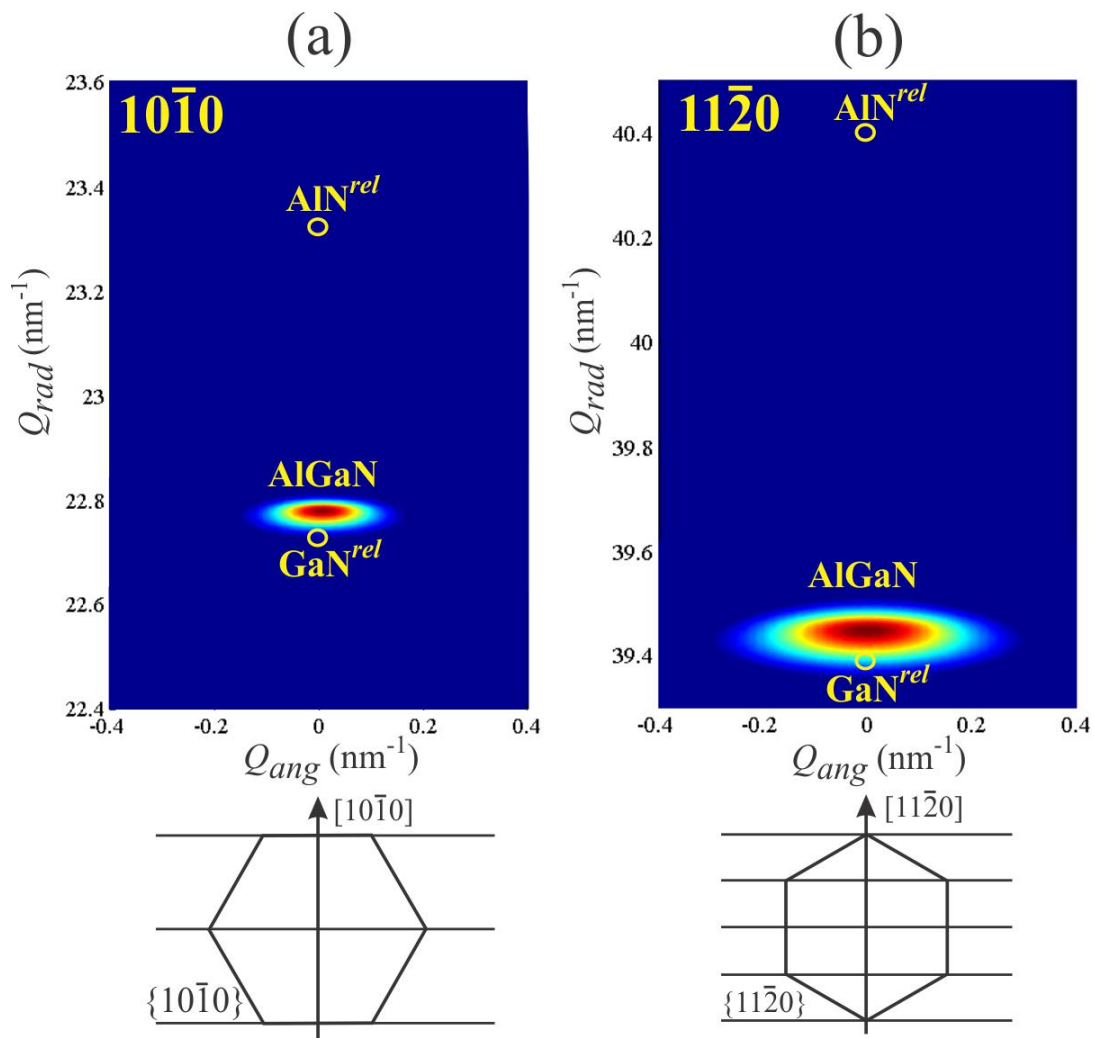 (a)
101̄0
23.6
23.4
23.2
23
22.8
22.6
22.4
Q_rad (nm⁻¹)
AlN^rel
AlGaN
GaN^rel
-0.4 -0.2 0 0.2 0.4
Q_ang (nm⁻¹)
[101̄0]
{101̄0}
(b)
112̄0
40.4
40.2
40
39.8
39.6
39.4
Q_rad (nm⁻¹)
AlN^rel
AlGaN
GaN^rel
-0.4 -0.2 0 0.2 0.4
Q_ang (nm⁻¹)
[112̄0]
{112̄0}